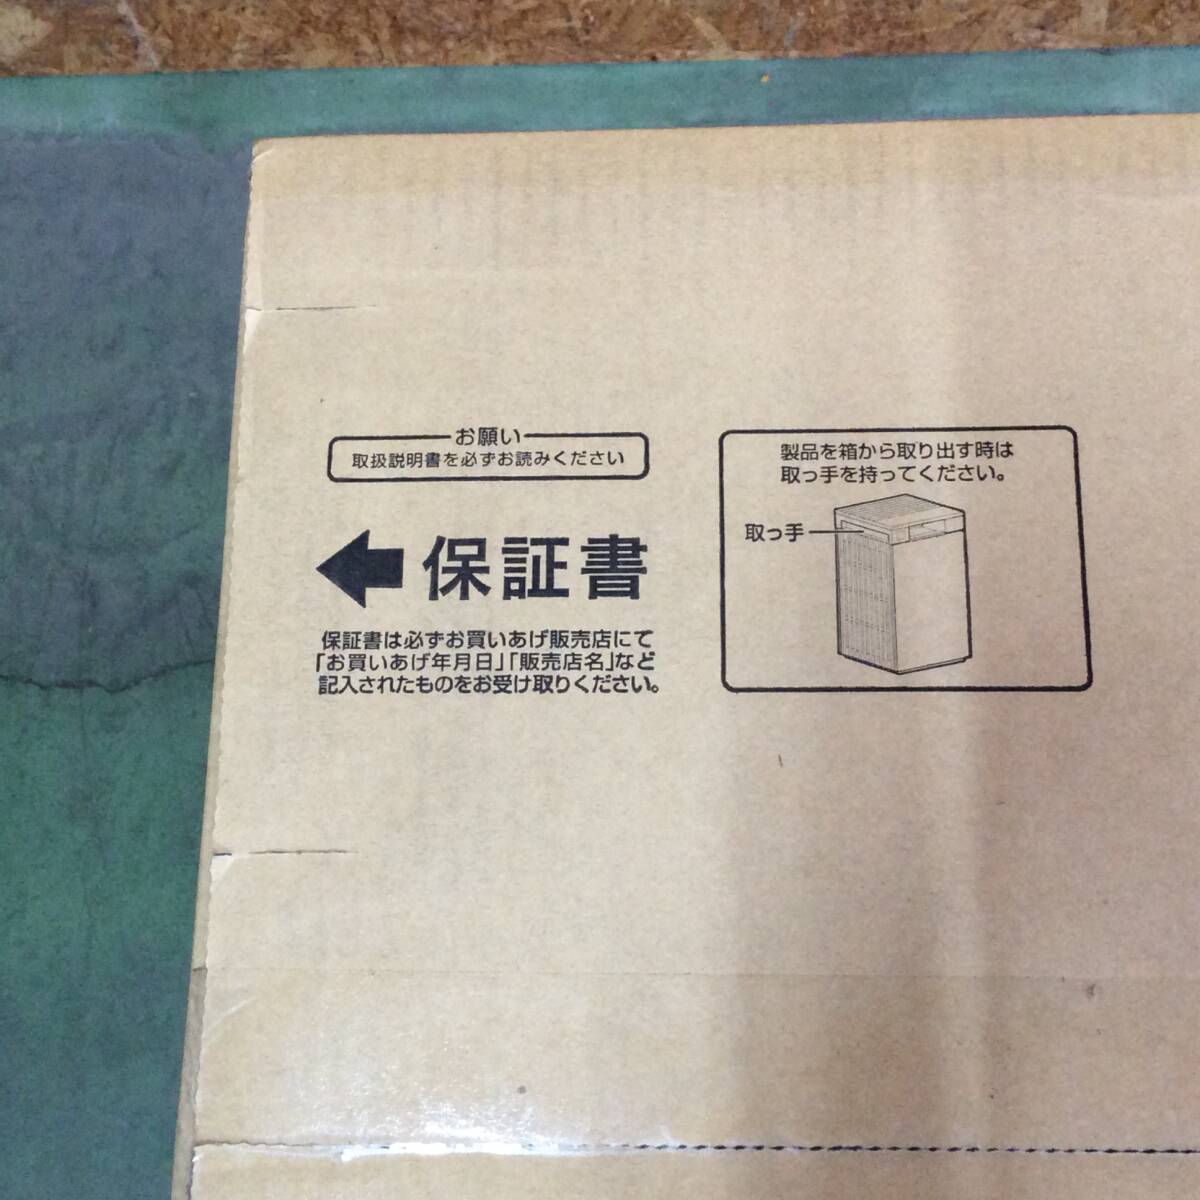 お願い
取扱説明書を必ずお読みください
保証書
保証書は必ずお買いあげ販売店にて
「お買いあげ年月日」「販売店名」など
記入されたものをお受け取りください。
製品を箱から取り出す時は
取っ手を持ってください。
取っ手